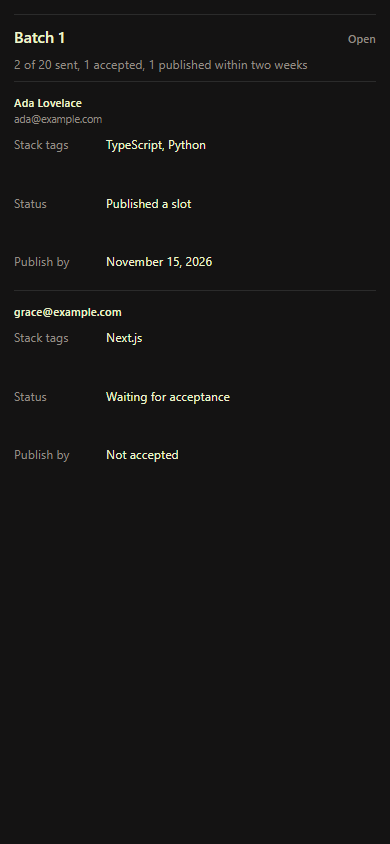 Batch 1
Open
2 of 20 sent, 1 accepted, 1 published within two weeks
Ada Lovelace
ada@example.com
Stack tags TypeScript, Python
Status Published a slot
Publish by November 15, 2026
grace@example.com
Stack tags Next.js
Status Waiting for acceptance
Publish by Not accepted